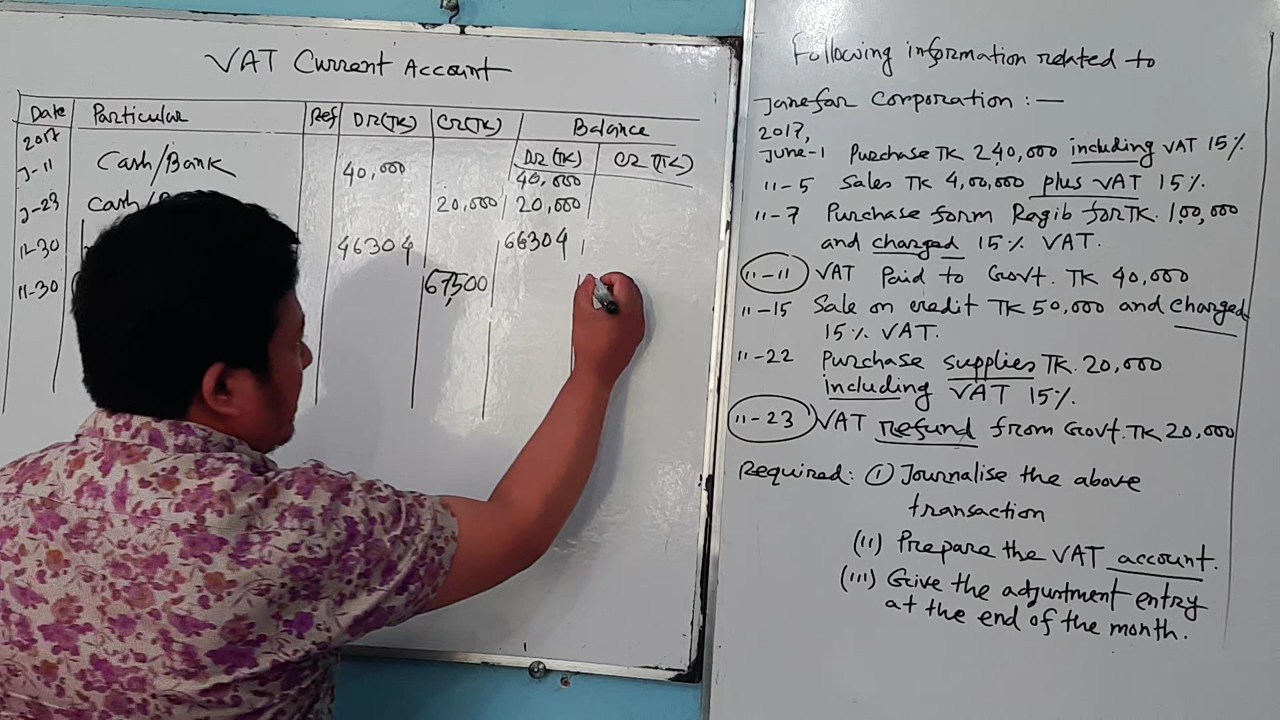 VAT Current Account
Date Particular Ref DR(TK) CR(TK) Balance
2017 DR(TK) CR(TK)
J-11 Cash/Bank 40,000 40,000
J-23 Cash/ 20,000 20,000
11-30 46304 66304
11-30 67,500
Following information related to
Janefar Corporation :—
2017,
June-1 Purchase TK 2,40,000 including VAT 15%
11-5 Sales TK 4,00,000 plus VAT 15%.
11-7 Purchase form Ragib for TK. 1,00,000
and charged 15% VAT.
11-11 VAT Paid to Govt. TK 40,000
11-15 Sale on credit TK 50,000 and charged
15% VAT.
11-22 Purchase supplies TK. 20,000
including VAT 15%.
11-23 VAT refund from Govt. TK 20,000
Required: (i) Journalise the above
transaction
(ii) Prepare the VAT account.
(iii) Give the adjustment entry
at the end of the month.